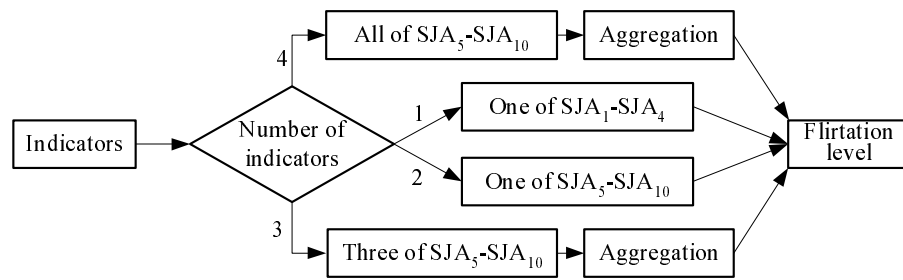 4
All of SJA₅-SJA₁₀
Aggregation
Indicators
Number of
indicators
1
One of SJA₁-SJA₄
2
One of SJA₅-SJA₁₀
Flirtation
level
3
Three of SJA₅-SJA₁₀
Aggregation